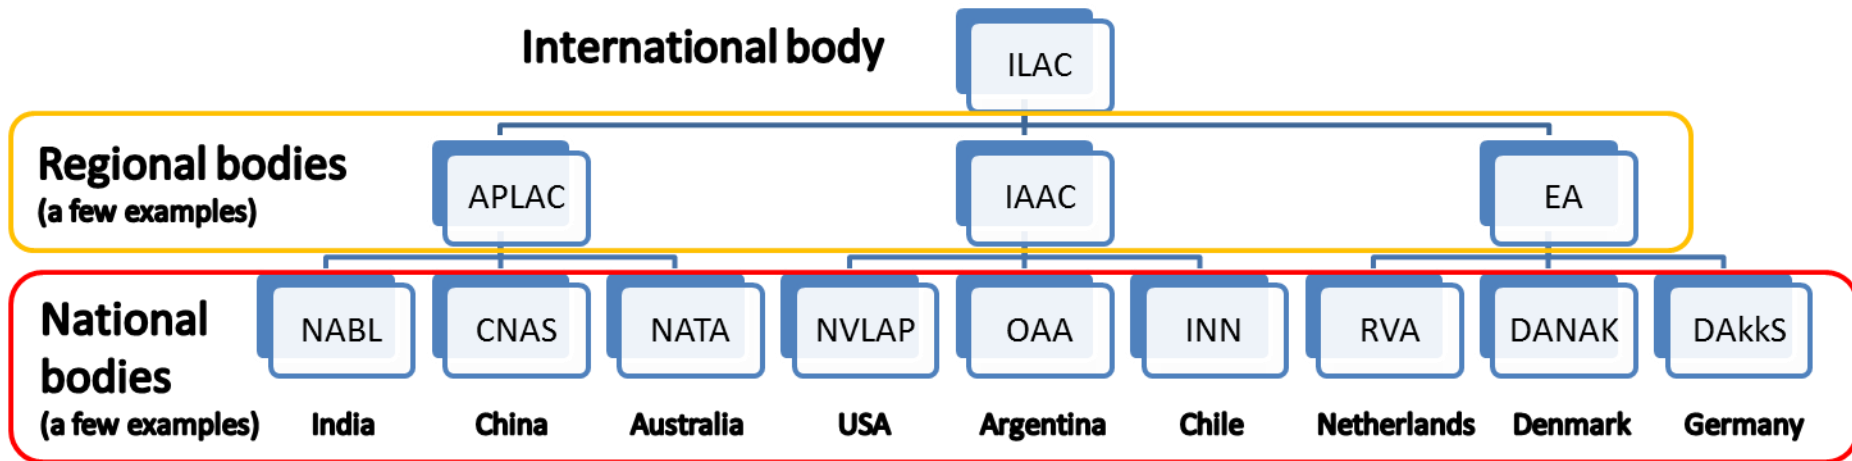 International body
ILAC
Regional bodies
(a few examples)
APLAC
IAAC
EA
National
bodies
(a few examples)
NABL
CNAS
NATA
NVLAP
OAA
INN
RVA
DANAK
DAkkS
India
China
Australia
USA
Argentina
Chile
Netherlands
Denmark
Germany